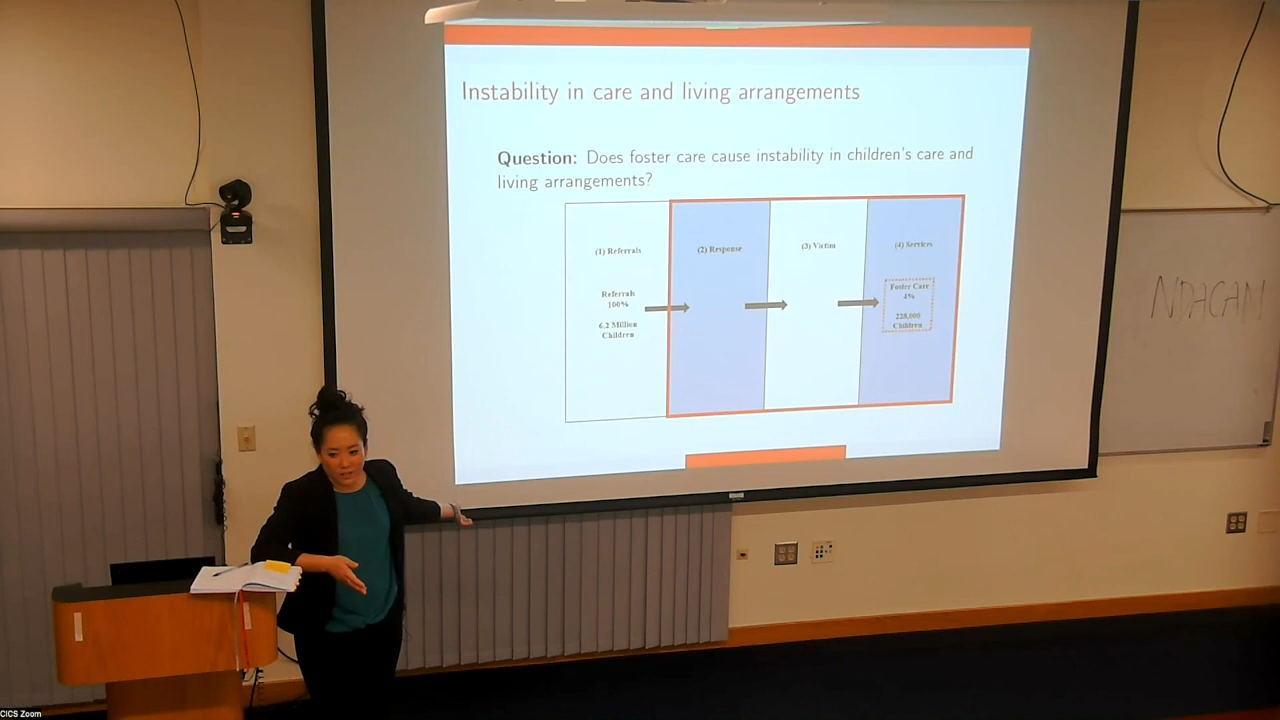 Instability in care and living arrangements
Question: Does foster care cause instability in children's care and
living arrangements?
(1) Referrals
(2) Response
(3) Victim
(4) Services
Referrals
100%
6.2 Million
Children
Foster Care
4%
228,000
Children
NDACAN
CICS Zoom